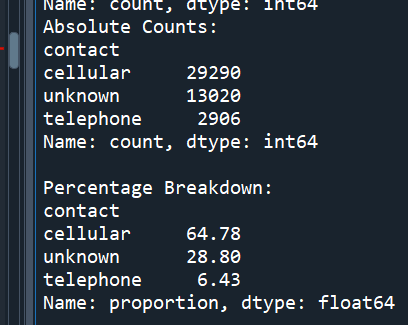 Name: count, dtype: int64
Absolute Counts:
contact
cellular     29290
unknown      13020
telephone     2906
Name: count, dtype: int64

Percentage Breakdown:
contact
cellular     64.78
unknown      28.80
telephone     6.43
Name: proportion, dtype: float64